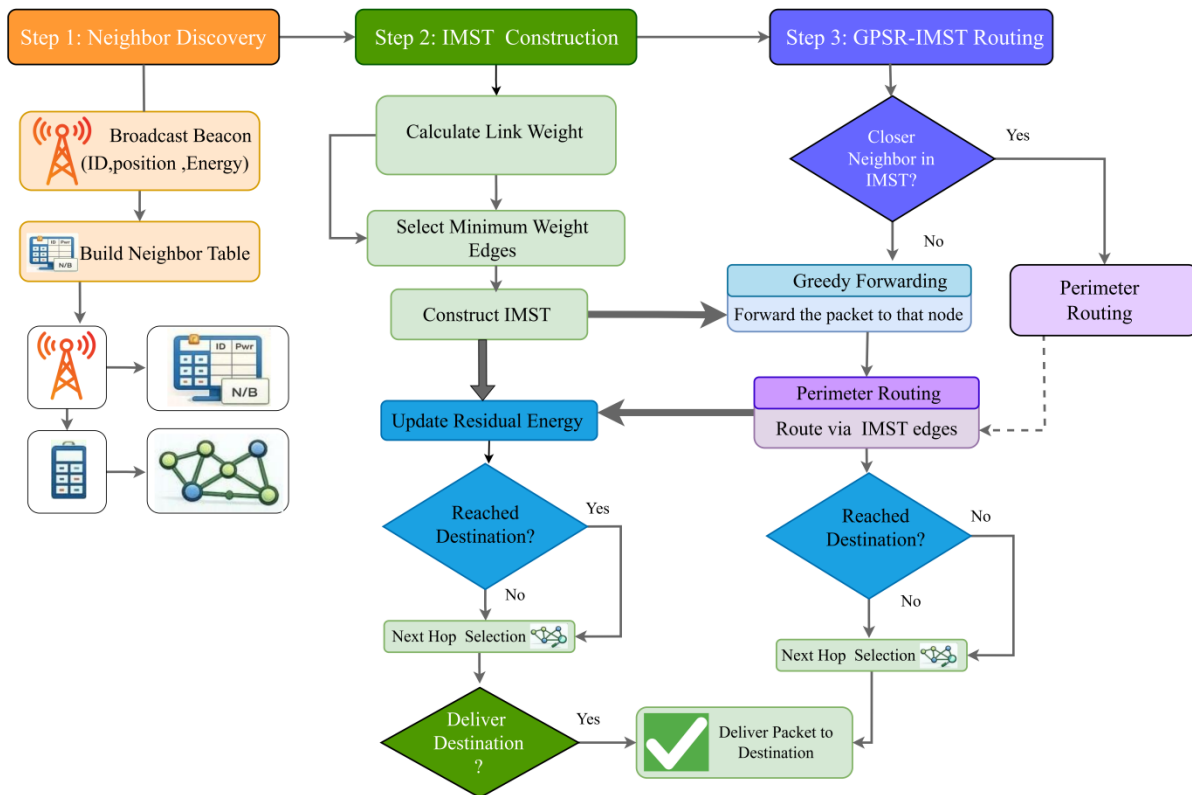 Step 1: Neighbor Discovery
Step 2: IMST Construction
Step 3: GPSR-IMST Routing
Broadcast Beacon
(ID,position ,Energy)
Build Neighbor Table
ID Pwr
N/B
ID Pwr
N/B
Calculate Link Weight
Select Minimum Weight
Edges
Construct IMST
Update Residual Energy
Reached
Destination?
Yes
No
Next Hop Selection
Deliver
Destination
?
Yes
Closer
Neighbor in
IMST?
Yes
No
Greedy Forwarding
Forward the packet to that node
Perimeter
Routing
Perimeter Routing
Route via IMST edges
Reached
Destination?
No
No
Next Hop Selection
Deliver Packet to
Destination